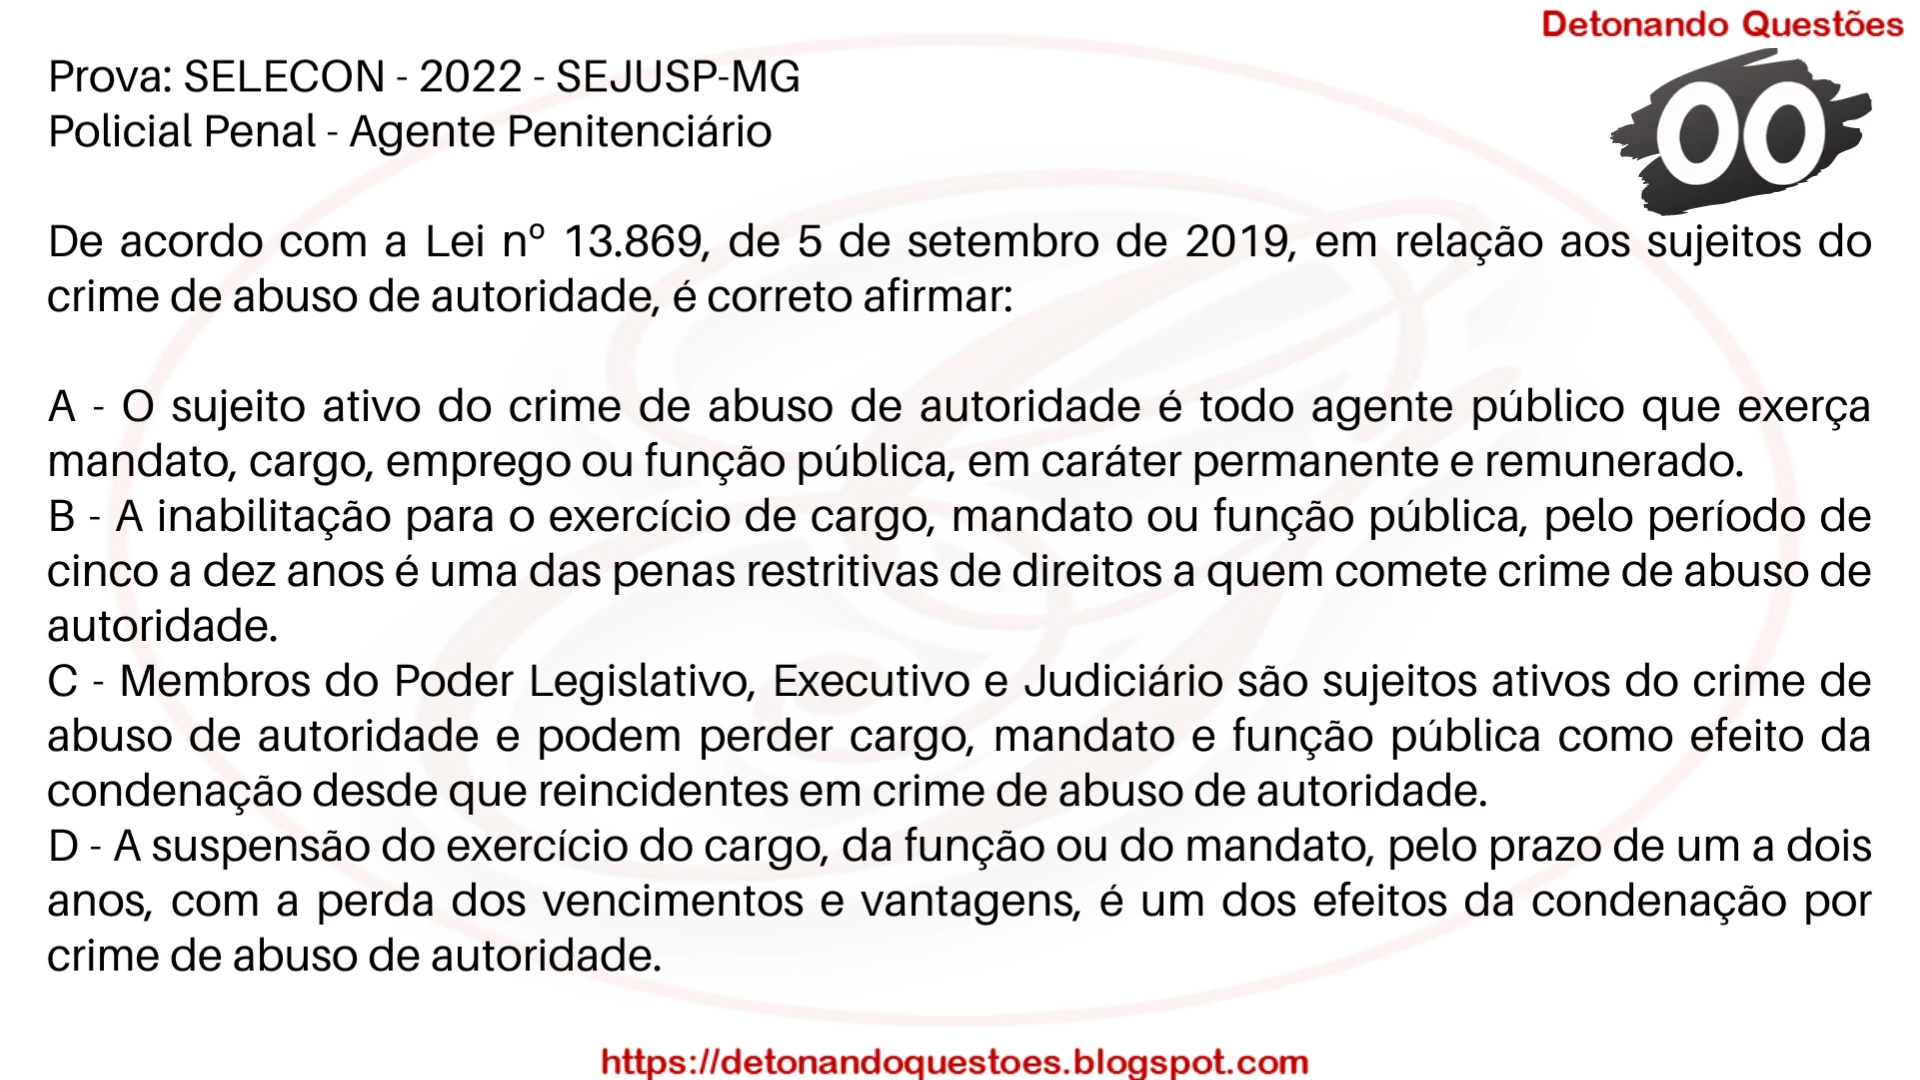 Detonando Questões
Prova: SELECON - 2022 - SEJUSP-MG
Policial Penal - Agente Penitenciário
00
De acordo com a Lei nº 13.869, de 5 de setembro de 2019, em relação aos sujeitos do
crime de abuso de autoridade, é correto afirmar:
A - O sujeito ativo do crime de abuso de autoridade é todo agente público que exerça
mandato, cargo, emprego ou função pública, em caráter permanente e remunerado.
B - A inabilitação para o exercício de cargo, mandato ou função pública, pelo período de
cinco a dez anos é uma das penas restritivas de direitos a quem comete crime de abuso de
autoridade.
C - Membros do Poder Legislativo, Executivo e Judiciário são sujeitos ativos do crime de
abuso de autoridade e podem perder cargo, mandato e função pública como efeito da
condenação desde que reincidentes em crime de abuso de autoridade.
D - A suspensão do exercício do cargo, da função ou do mandato, pelo prazo de um a dois
anos, com a perda dos vencimentos e vantagens, é um dos efeitos da condenação por
crime de abuso de autoridade.
https://detonandoquestoes.blogspot.com